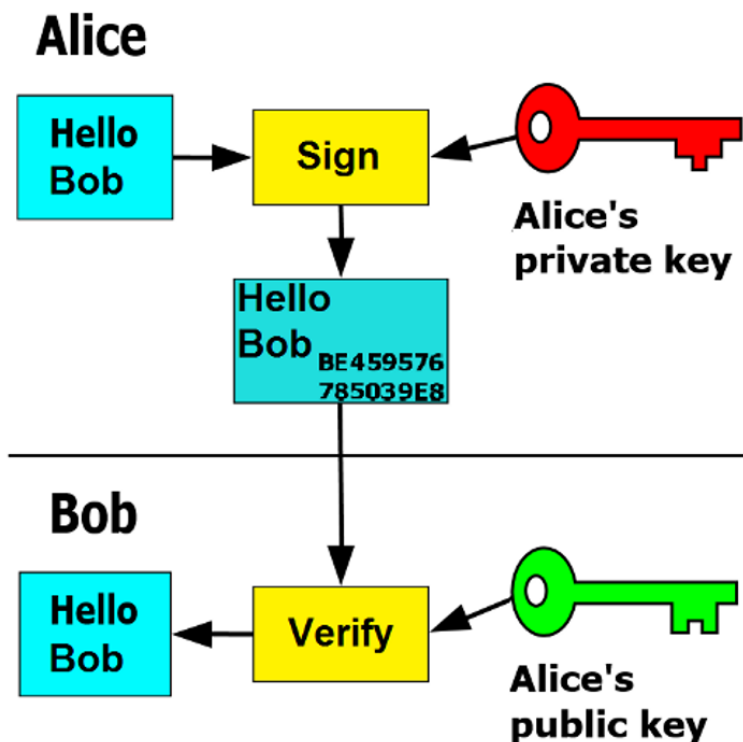 Alice
Hello
Bob
Sign
Alice's
private key
Hello
Bob
BE459576
785039E8
Bob
Hello
Bob
Verify
Alice's
public key